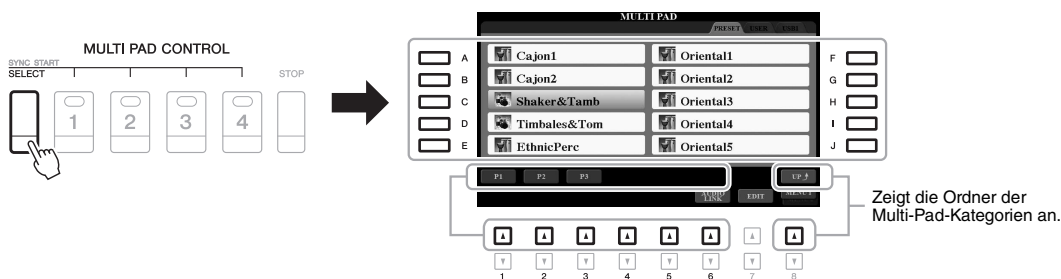 MULTI PAD CONTROL
SYNC START
SELECT
STOP
1 2 3 4
MULTI PAD
PRESET USER USB1
A Cajon1 Oriental1 F
B Cajon2 Oriental2 G
C Shaker&Tamb Oriental3 H
D Timbales&Tom Oriental4 I
E EthnicPerc Oriental5 J
P1 P2 P3 UP
AUDIO LINK EDIT MENU1
Zeigt die Ordner der
Multi-Pad-Kategorien an.
1 2 3 4 5 6 7 8